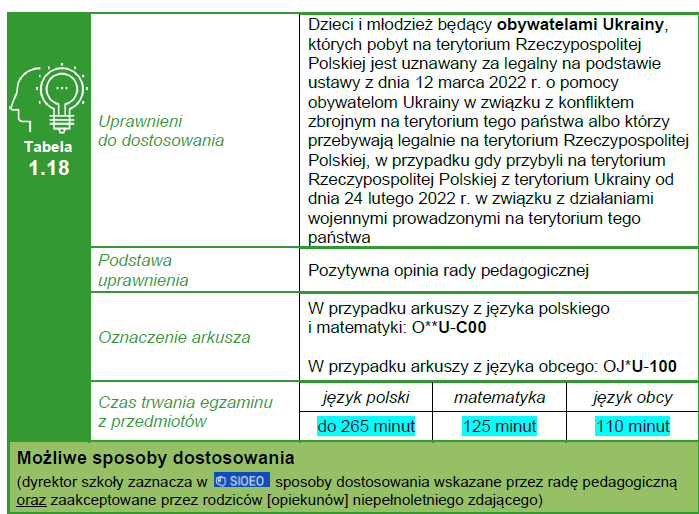 Tabela
1.18
Uprawnieni
do dostosowania
Dzieci i młodzież będący obywatelami Ukrainy,
których pobyt na terytorium Rzeczypospolitej
Polskiej jest uznawany za legalny na podstawie
ustawy z dnia 12 marca 2022 r. o pomocy
obywatelom Ukrainy w związku z konfliktem
zbrojnym na terytorium tego państwa albo którzy
przebywają legalnie na terytorium Rzeczypospolitej
Polskiej, w przypadku gdy przybyli na terytorium
Rzeczypospolitej Polskiej z terytorium Ukrainy od
dnia 24 lutego 2022 r. w związku z działaniami
wojennymi prowadzonymi na terytorium tego
państwa
Podstawa
uprawnienia
Pozytywna opinia rady pedagogicznej
Oznaczenie arkusza
W przypadku arkuszy z języka polskiego
i matematyki: O**U-C00
W przypadku arkuszy z języka obcego: OJ*U-100
Czas trwania egzaminu
z przedmiotów
język polski matematyka język obcy
do 265 minut 125 minut 110 minut
Możliwe sposoby dostosowania
(dyrektor szkoły zaznacza w SIOEO sposoby dostosowania wskazane przez radę pedagogiczną
oraz zaakceptowane przez rodziców [opiekunów] niepełnoletniego zdającego)